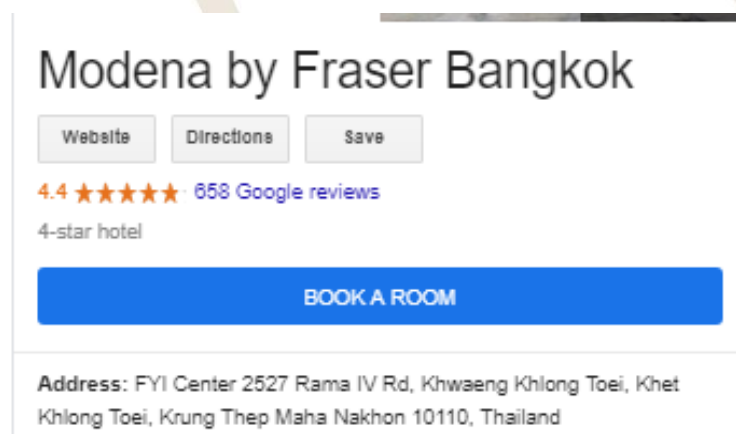 Modena by Fraser Bangkok
Website Directions Save
4.4 658 Google reviews
4-star hotel
BOOK A ROOM
Address: FYI Center 2527 Rama IV Rd, Khwaeng Khlong Toei, Khet
Khlong Toei, Krung Thep Maha Nakhon 10110, Thailand